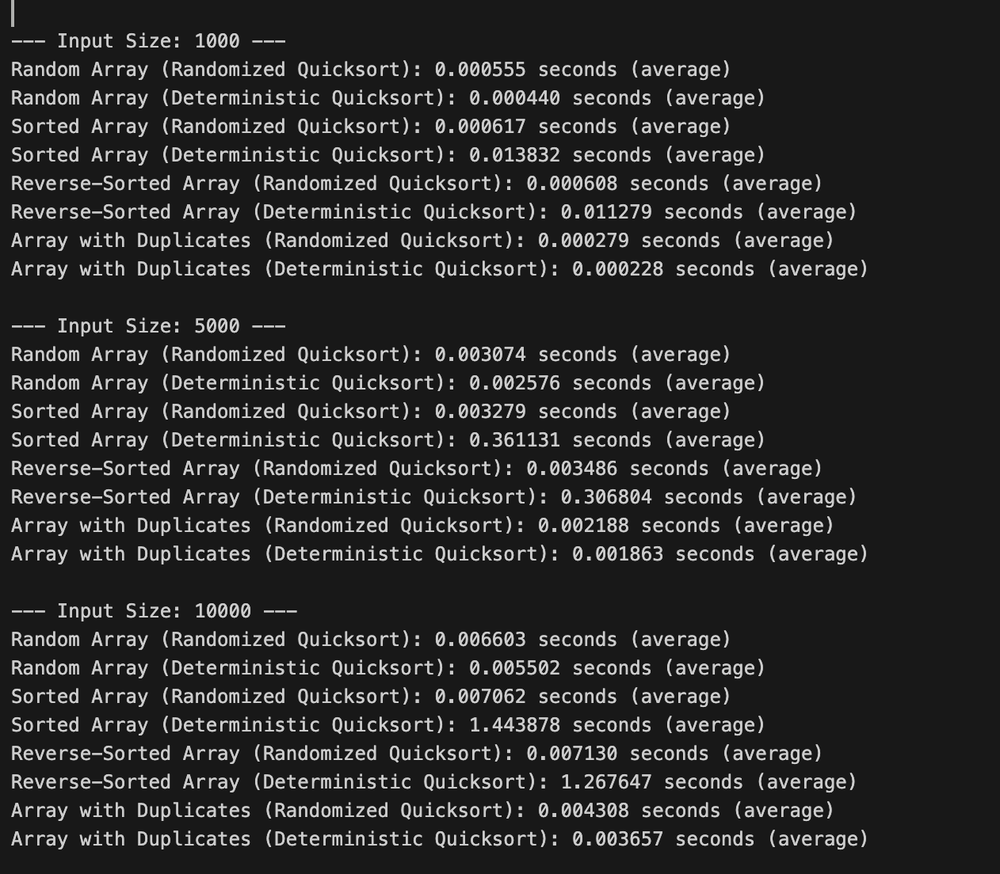 --- Input Size: 1000 ---
Random Array (Randomized Quicksort): 0.000555 seconds (average)
Random Array (Deterministic Quicksort): 0.000440 seconds (average)
Sorted Array (Randomized Quicksort): 0.000617 seconds (average)
Sorted Array (Deterministic Quicksort): 0.013832 seconds (average)
Reverse-Sorted Array (Randomized Quicksort): 0.000608 seconds (average)
Reverse-Sorted Array (Deterministic Quicksort): 0.011279 seconds (average)
Array with Duplicates (Randomized Quicksort): 0.000279 seconds (average)
Array with Duplicates (Deterministic Quicksort): 0.000228 seconds (average)

--- Input Size: 5000 ---
Random Array (Randomized Quicksort): 0.003074 seconds (average)
Random Array (Deterministic Quicksort): 0.002576 seconds (average)
Sorted Array (Randomized Quicksort): 0.003279 seconds (average)
Sorted Array (Deterministic Quicksort): 0.361131 seconds (average)
Reverse-Sorted Array (Randomized Quicksort): 0.003486 seconds (average)
Reverse-Sorted Array (Deterministic Quicksort): 0.306804 seconds (average)
Array with Duplicates (Randomized Quicksort): 0.002188 seconds (average)
Array with Duplicates (Deterministic Quicksort): 0.001863 seconds (average)

--- Input Size: 10000 ---
Random Array (Randomized Quicksort): 0.006603 seconds (average)
Random Array (Deterministic Quicksort): 0.005502 seconds (average)
Sorted Array (Randomized Quicksort): 0.007062 seconds (average)
Sorted Array (Deterministic Quicksort): 1.443878 seconds (average)
Reverse-Sorted Array (Randomized Quicksort): 0.007130 seconds (average)
Reverse-Sorted Array (Deterministic Quicksort): 1.267647 seconds (average)
Array with Duplicates (Randomized Quicksort): 0.004308 seconds (average)
Array with Duplicates (Deterministic Quicksort): 0.003657 seconds (average)